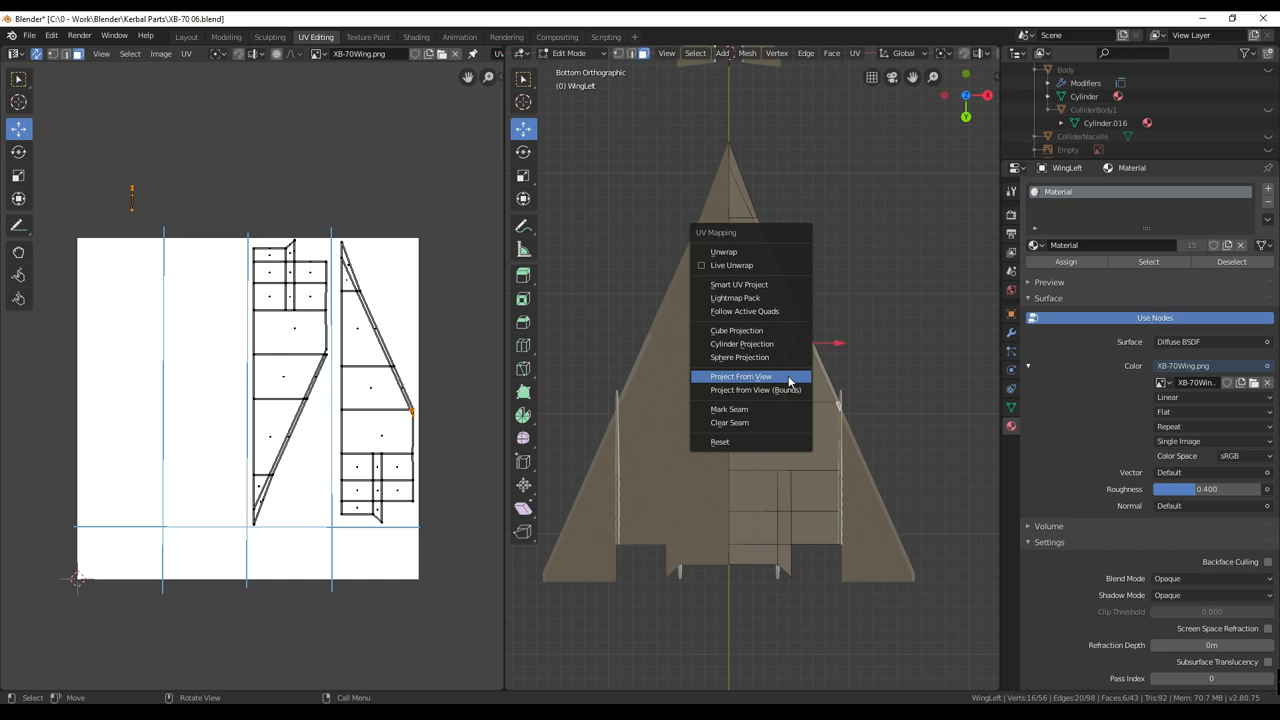 Blender* [C:\0 - Work\Blender\Kerbal Parts\XB-70 06.blend]
File Edit Render Window Help Layout Modeling Sculpting UV Editing Texture Paint Shading Animation Rendering Compositing Scripting Scene View Layer
View Select Image UV XB-70Wing.png UV Edit Mode View Select Add Mesh Vertex Edge Face UV Global
Bottom Orthographic
(0) WingLeft
X
Z
Y
Body
Modifiers
Cylinder
ColliderBody1
Cylinder.016
ColliderNacelle
Empty
WingLeft Material
Material
Material 15
Assign Select Deselect
Preview
Surface
Use Nodes
Surface: Diffuse BSDF
Color XB-70Wing.png
XB-70Win..
Linear
Flat
Repeat
Single Image
Color Space sRGB
Vector Default
Roughness 0.400
Normal Default
Volume
Settings
Backface Culling
Blend Mode Opaque
Shadow Mode Opaque
Clip Threshold 0.000
Screen Space Refraction
Refraction Depth 0m
Subsurface Translucency
Pass Index 0
UV Mapping
Unwrap
Live Unwrap
Smart UV Project
Lightmap Pack
Follow Active Quads
Cube Projection
Cylinder Projection
Sphere Projection
Project From View
Project from View (Bounds)
Mark Seam
Clear Seam
Reset
Select Move Rotate View Call Menu WingLeft | Verts:16/56 | Edges:20/98 | Faces:6/43 | Tris:92 | Mem: 70.7 MB | v2.80.75